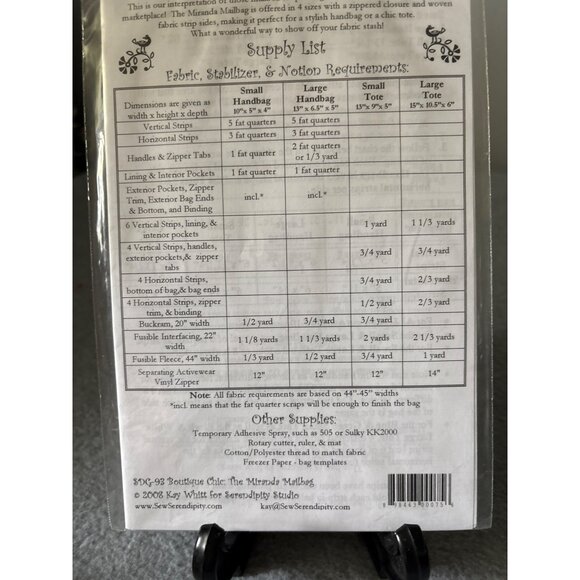 This is our interpretation of
marketplace! The Miranda Mailbag is offered in 4 sizes with a zippered closure and woven
fabric strip sides, making it perfect for a stylish handbag or a chic tote.
What a wonderful way to show off your fabric stash!
Supply List
Fabric, Stabilizer, & Notion Requirements:
Dimensions are given as width x height x depth | Small Handbag 10"x 5"x 4" | Large Handbag 13" x 6.5" x 5" | Small Tote 13"x 9"x 5" | Large Tote 15"x 10.5"x 6"
Vertical Strips | 5 fat quarter | 5 fat quarter
Horizontal Strips | 3 fat quarter | 3 fat quarter
Handles & Zipper Tabs | 1 fat quarter | 2 fat quarters or 1/3 yard
Lining & Interior Pockets | 1 fat quarter | 1 fat quarter
Exterior Pockets, Zipper Trim, Exterior Bag Ends & Bottom, and Binding | incl.* | incl.*
6 Vertical Strips, lining, & interior pockets | 1 yard | 1 1/3 yards
4 Vertical Strips, handles, exterior pockets,& zipper tabs | 3/4 yard | 3/4 yard
4 Horizontal Strips, bottom of bag,& bag ends | 3/4 yard | 2/3 yard
4 Horizontal Strips, zipper trim, & binding | 1/2 yard | 2/3 yard
Buckram, 20" width | 1/2 yard | 3/4 yard | 3/4 yard
Fusible Interfacing, 22" width | 1 1/8 yards | 1 1/3 yards | 2 yards | 2 1/3 yards
Fusible Fleece, 44" width | 1/3 yard | 1/2 yard | 3/4 yard | 1 yard
Separating Activewear Vinyl Zipper | 12" | 12" | 12" | 14"
Note: All fabric requirements are based on 44"-45" widths
*incl. means that the fat quarter scraps will be enough to finish the bag
Other Supplies:
Temporary Adhesive Spray, such as 505 or Sulky KK2000
Rotary cutter, ruler, & mat
Cotton/Polyester thread to match fabric
Freezer Paper - bag templates
SDG-93 Boutique Chic: The Miranda Mailbag
© 2008 Kay Whitt for Serendipity Studio
www.SewSerendipity.com kay@SewSerendipity.com